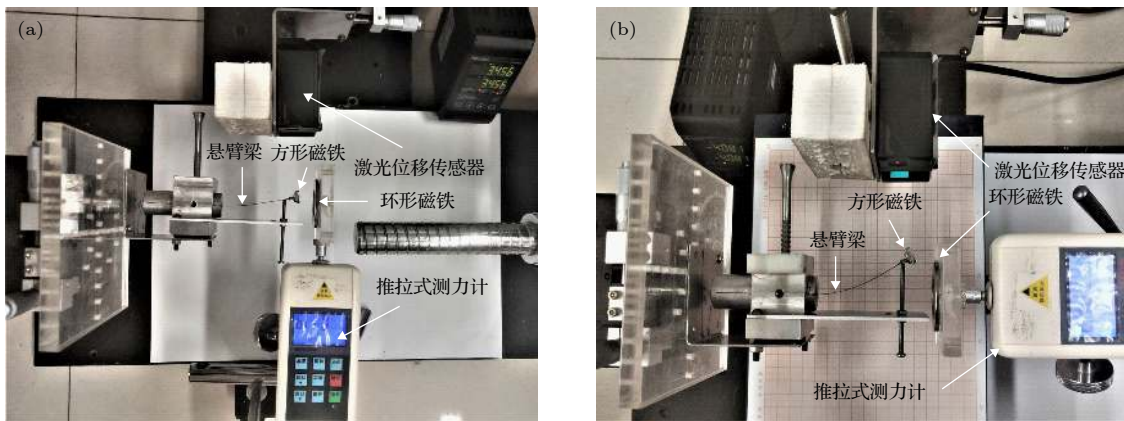 (a)
3456
3456
悬臂梁 方形磁铁
激光位移传感器
环形磁铁
推拉式测力计
(b)
激光位移传感器
方形磁铁 环形磁铁
悬臂梁
推拉式测力计